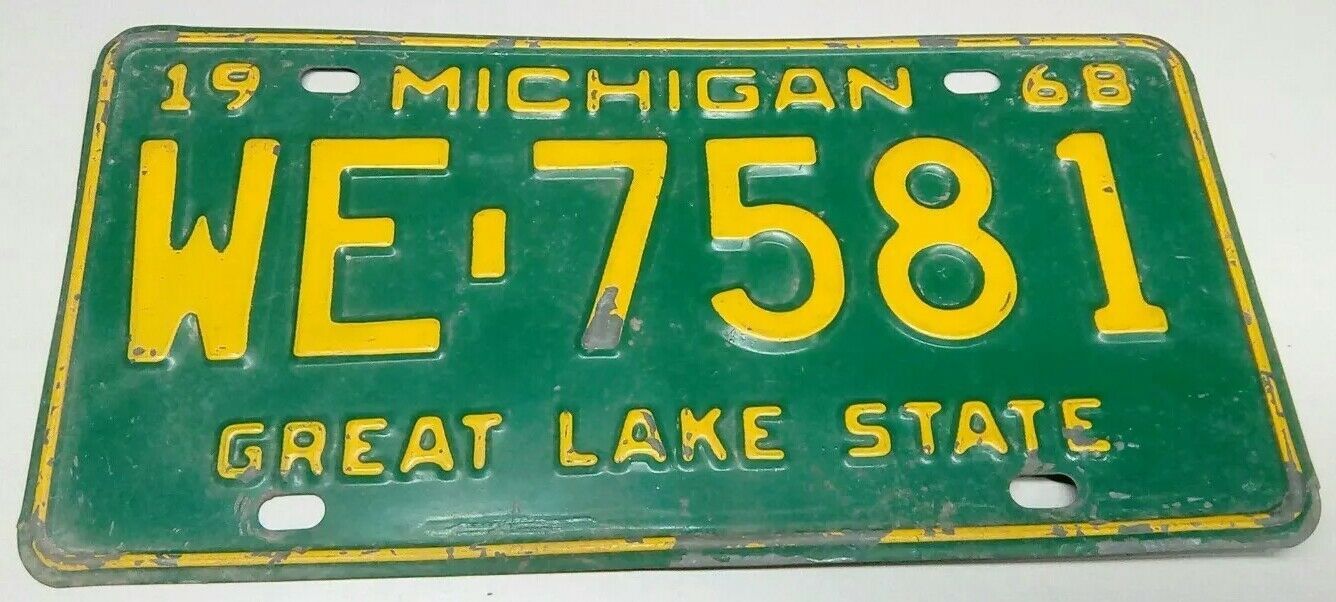 19 MICHIGAN 68
WE-7581
GREAT LAKE STATE